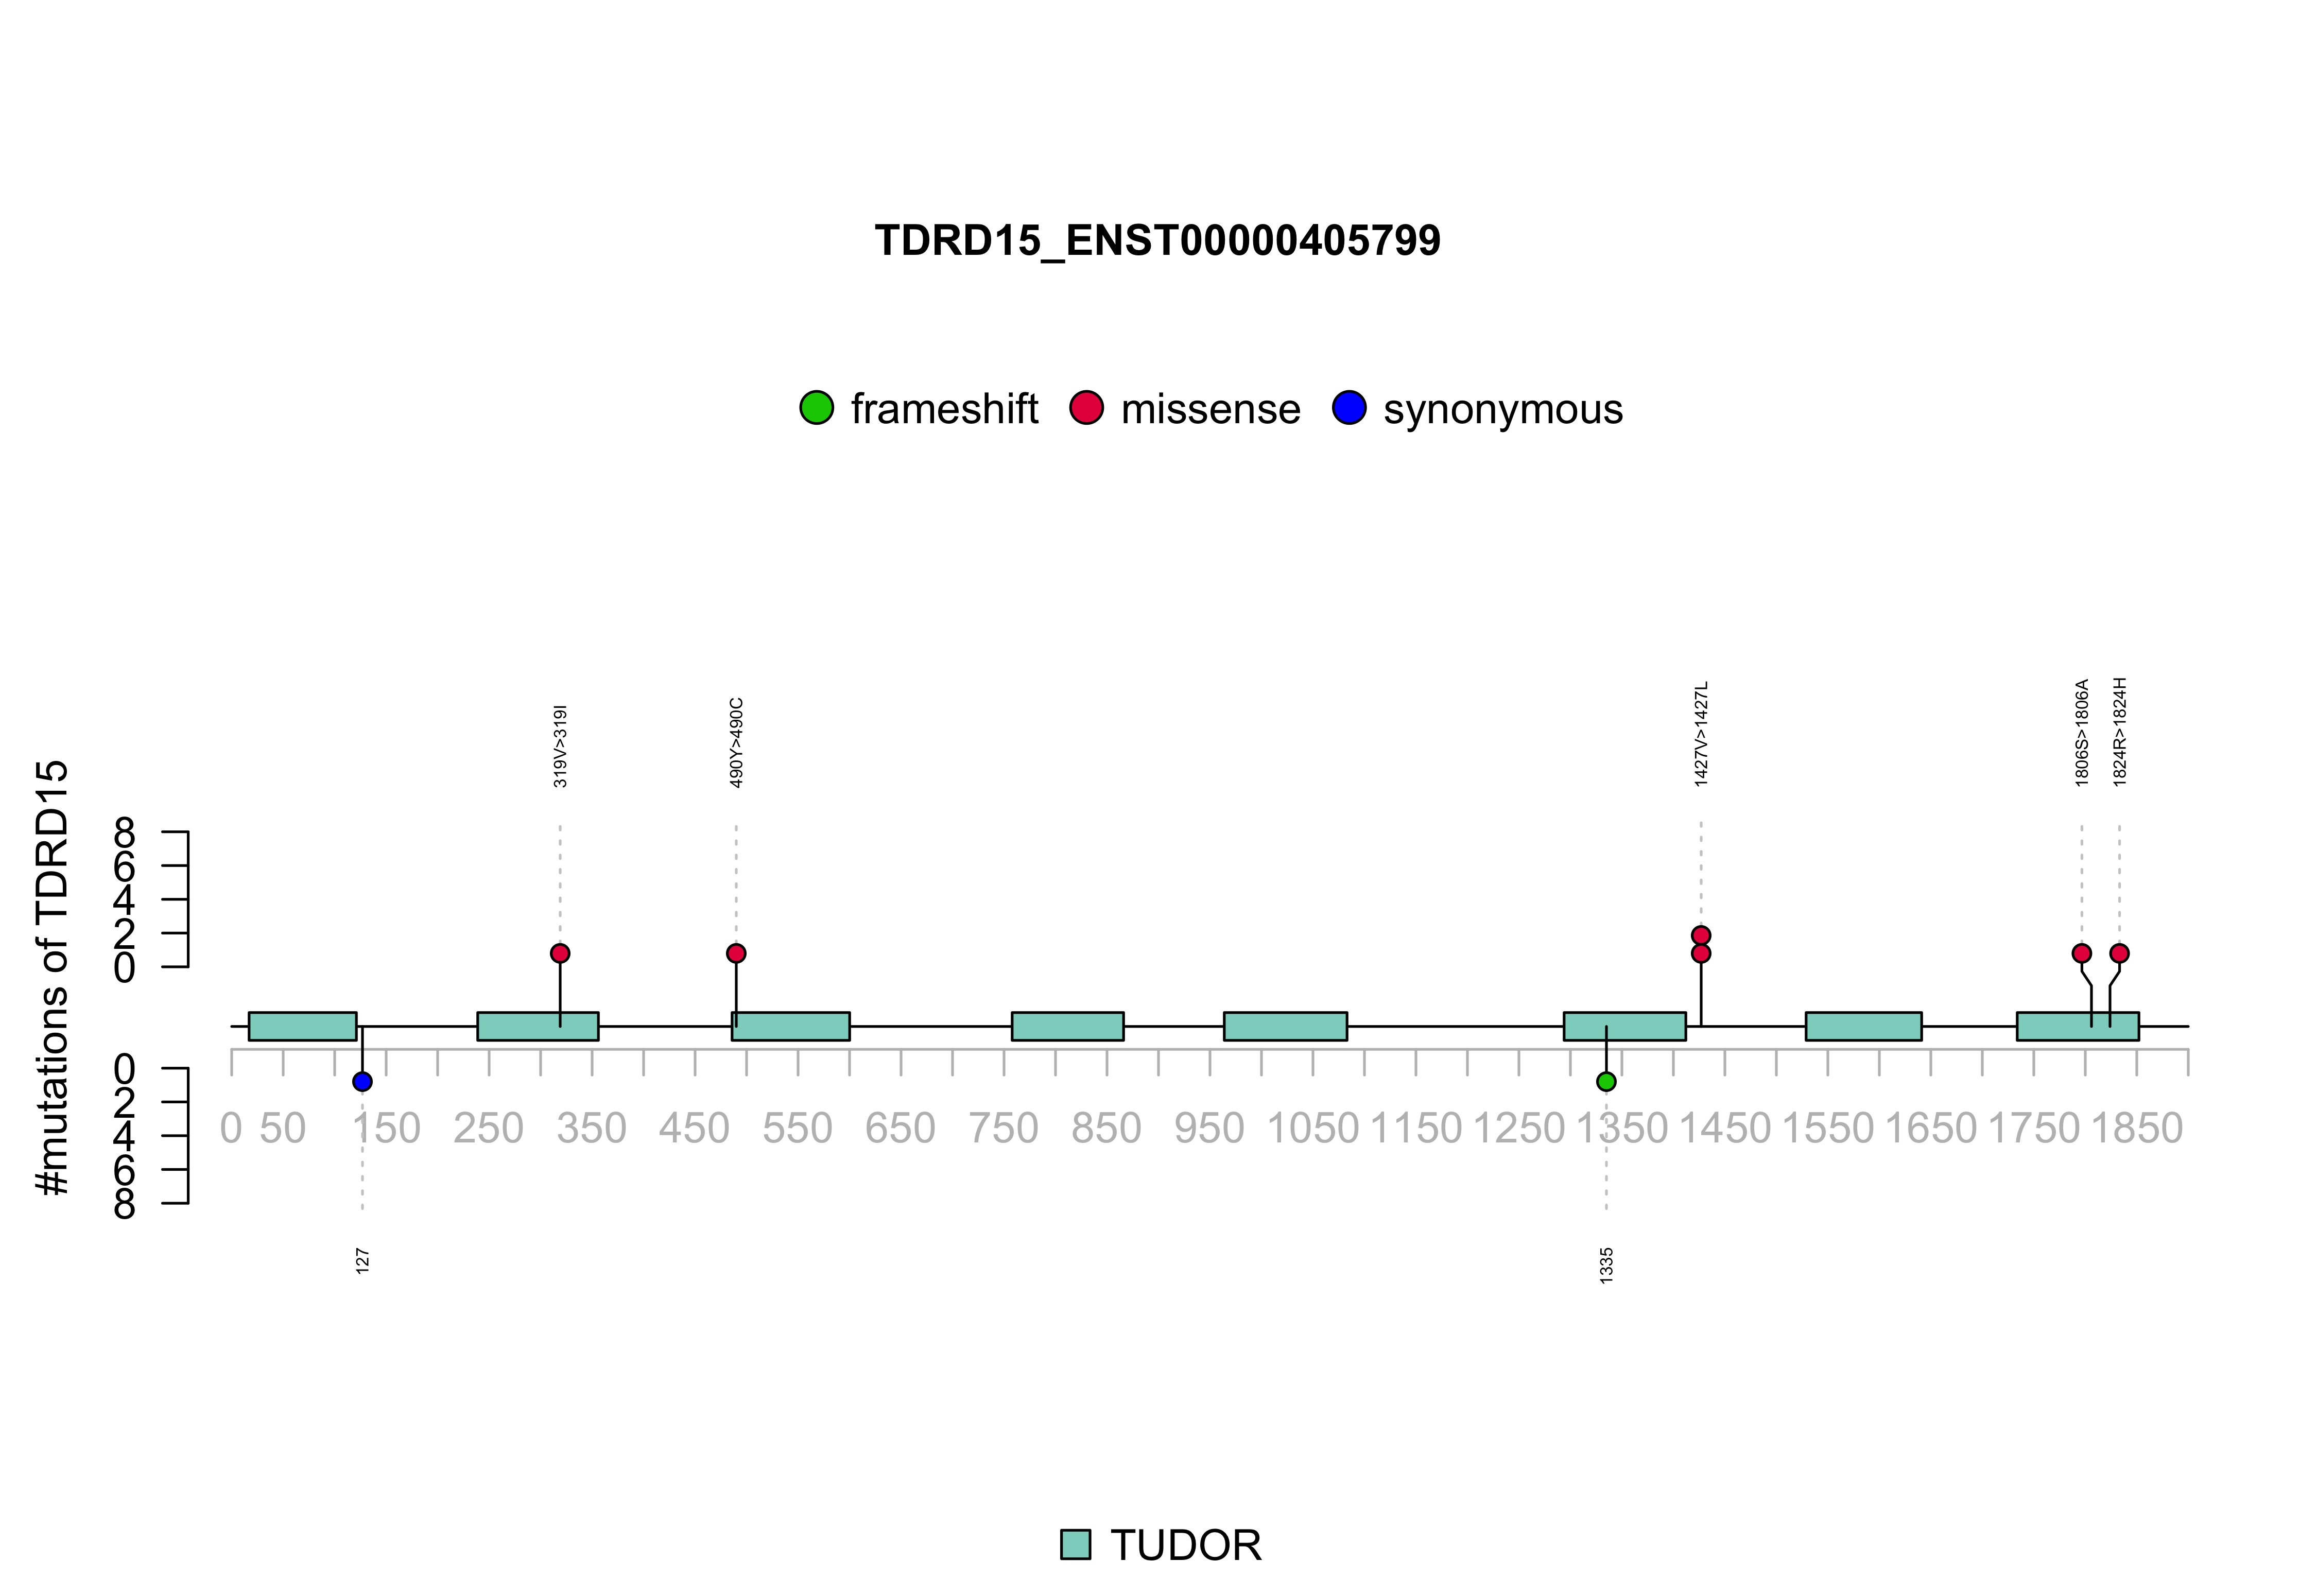 TDRD15_ENST00000405799
frameshift missense synonymous
319V>319I
490Y>490C
1427V>1427L
1806S>1806A
1824R>1824H
#mutations of TDRD15
8
6
4
2
0
0
2
4
6
8
0 50 150 250 350 450 550 650 750 850 950 1050 1150 1250 1350 1450 1550 1650 1750 1850
127
1335
TUDOR